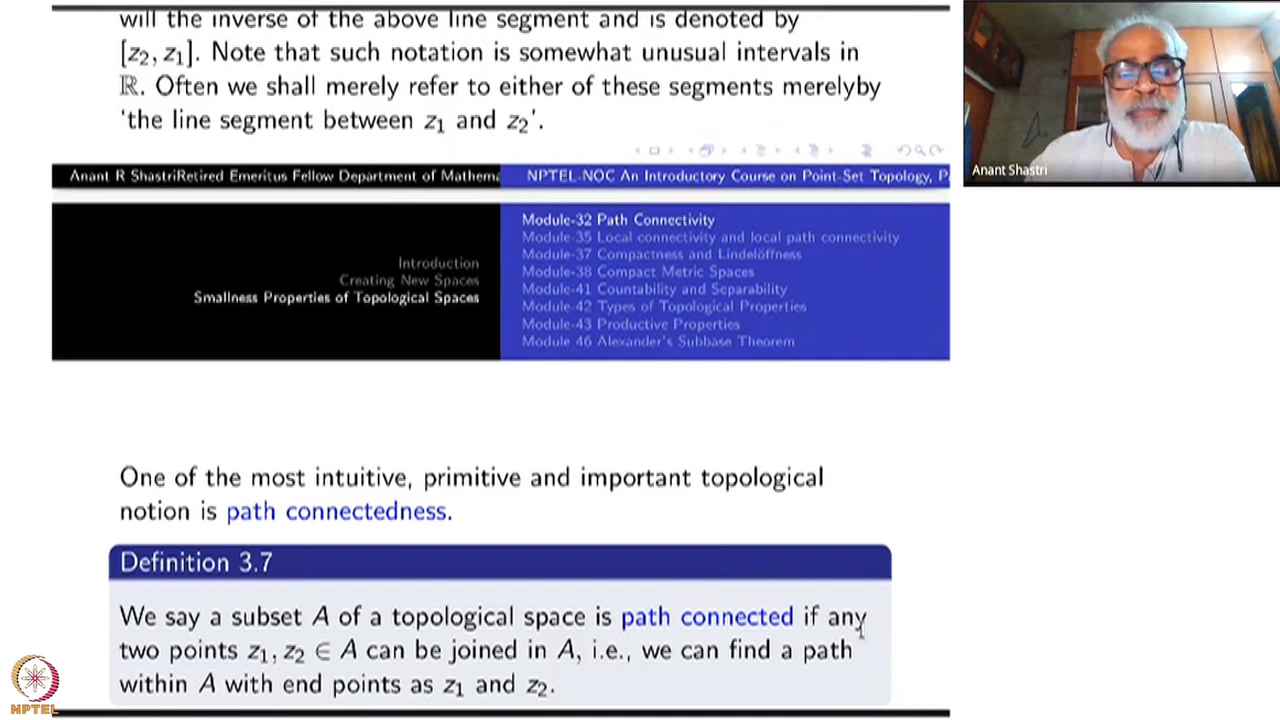 will the inverse of the above line segment and is denoted by
[z₂, z₁]. Note that such notation is somewhat unusual intervals in
ℝ. Often we shall merely refer to either of these segments merelyby
'the line segment between z₁ and z₂'.
Anant R ShastriRetired Emeritus Fellow Department of Mathema
NPTEL-NOC An Introductory Course on Point-Set Topology, P
Introduction
Creating New Spaces
Smallness Properties of Topological Spaces
Module-32 Path Connectivity
Module-35 Local connectivity and local path connectivity
Module-37 Compactness and Lindelöffness
Module-38 Compact Metric Spaces
Module-41 Countability and Separability
Module-42 Types of Topological Properties
Module-43 Productive Properties
Module 46 Alexander's Subbase Theorem
One of the most intuitive, primitive and important topological
notion is path connectedness.
Definition 3.7
We say a subset A of a topological space is path connected if any
two points z₁, z₂ ∈ A can be joined in A, i.e., we can find a path
within A with end points as z₁ and z₂.
Anant Shastri
NPTEL